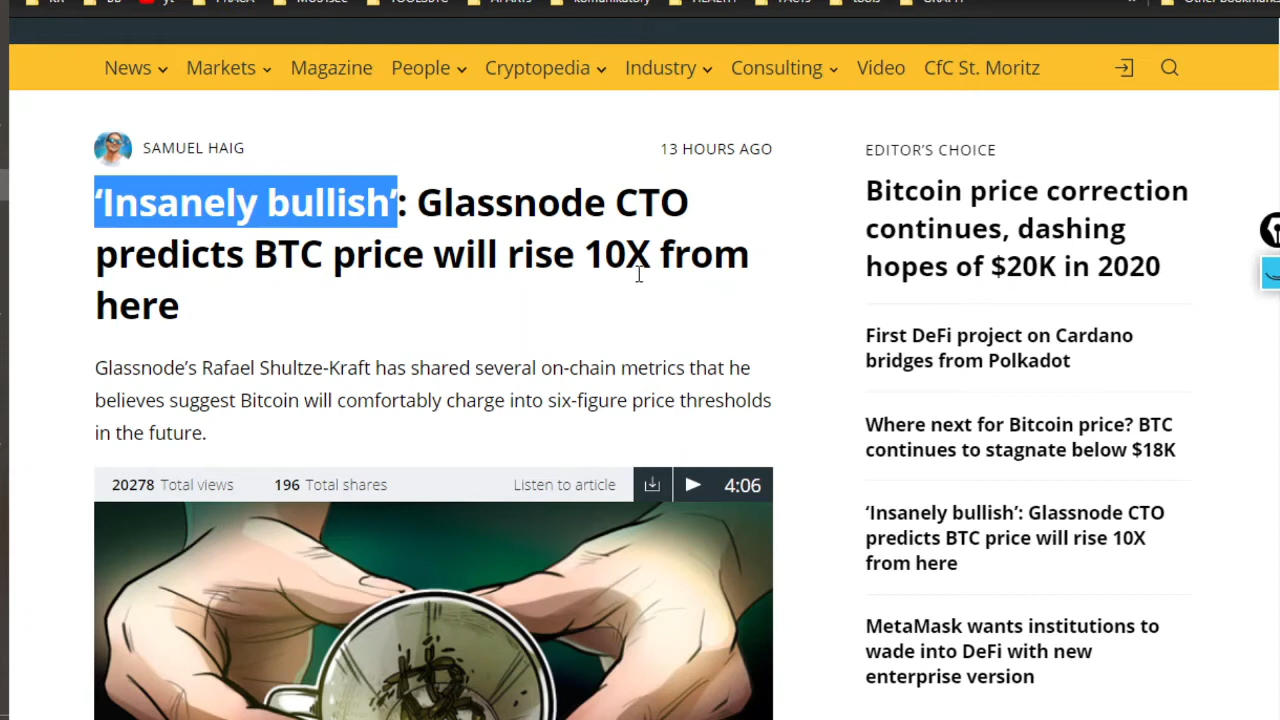 News Markets Magazine People Cryptopedia Industry Consulting Video CfC St. Moritz
SAMUEL HAIG
13 HOURS AGO
‘Insanely bullish’: Glassnode CTO
predicts BTC price will rise 10X from
here
Glassnode’s Rafael Shultze-Kraft has shared several on-chain metrics that he
believes suggest Bitcoin will comfortably charge into six-figure price thresholds
in the future.
20278 Total views 196 Total shares Listen to article 4:06
EDITOR’S CHOICE
Bitcoin price correction
continues, dashing
hopes of $20K in 2020
First DeFi project on Cardano
bridges from Polkadot
Where next for Bitcoin price? BTC
continues to stagnate below $18K
‘Insanely bullish’: Glassnode CTO
predicts BTC price will rise 10X
from here
MetaMask wants institutions to
wade into DeFi with new
enterprise version